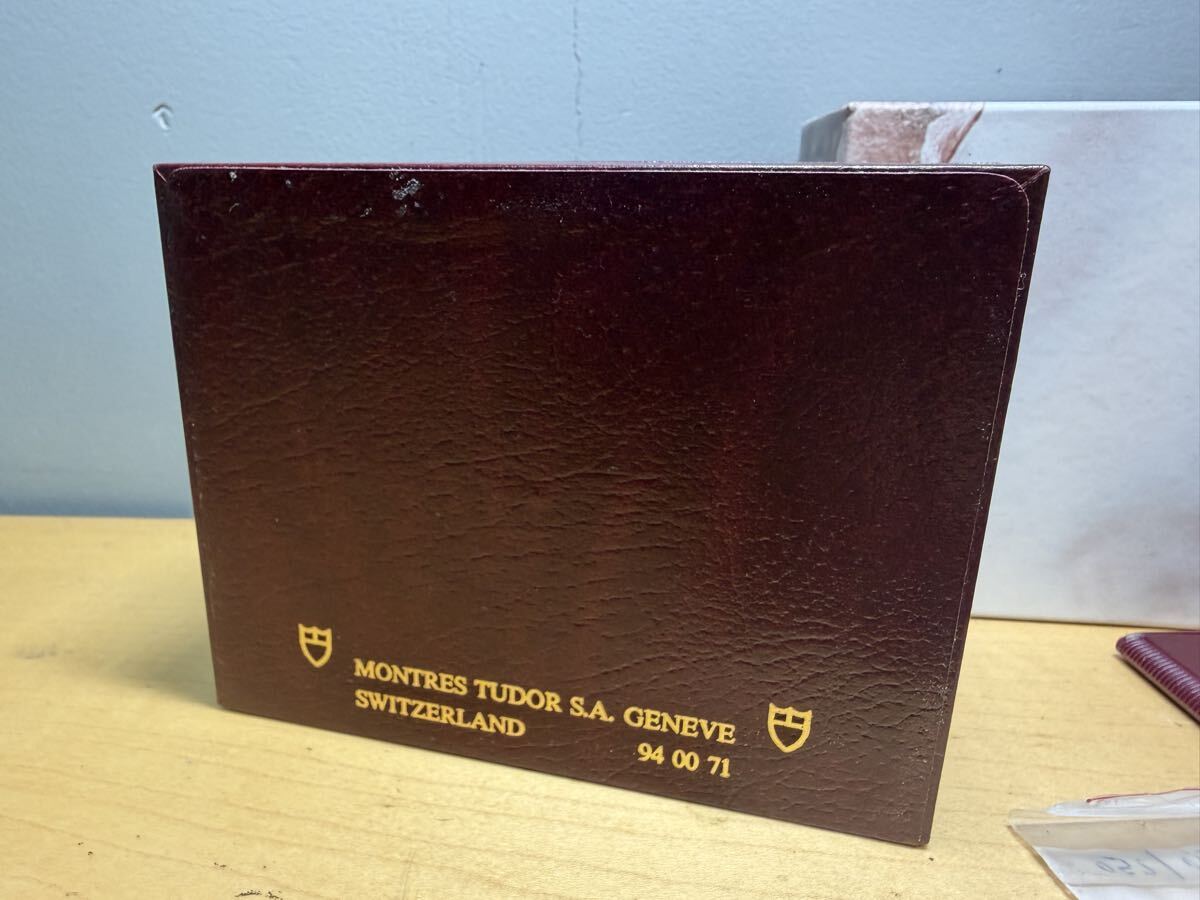 MONTRES TUDOR S.A. GENEVE
SWITZERLAND
94 00 71